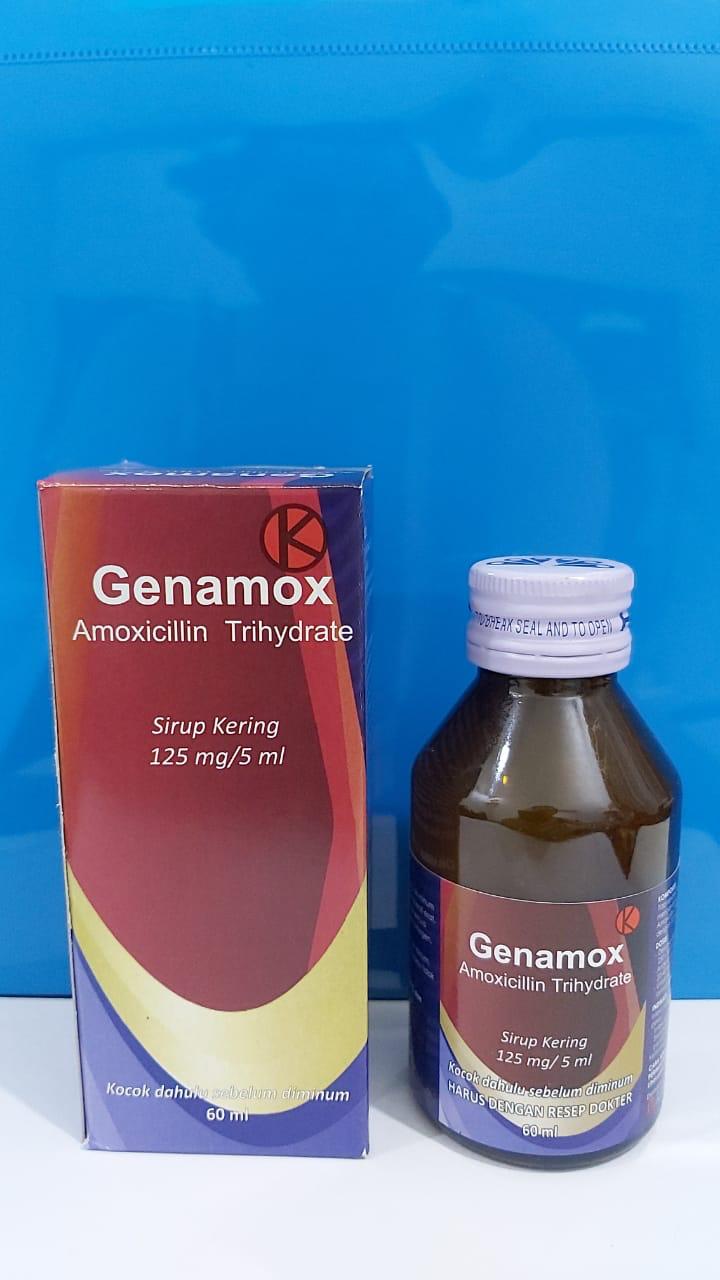 K
Genamox
Amoxicillin Trihydrate
Sirup Kering
125 mg/5 ml
Kocok dahulu sebelum diminum
60 ml
BREAK SEAL AND TO OPEN
K
Genamox
Amoxicillin Trihydrate
Sirup Kering
125 mg/ 5 ml
Kocok dahulu sebelum diminum
HARUS DENGAN RESEP DOKTER
60 ml